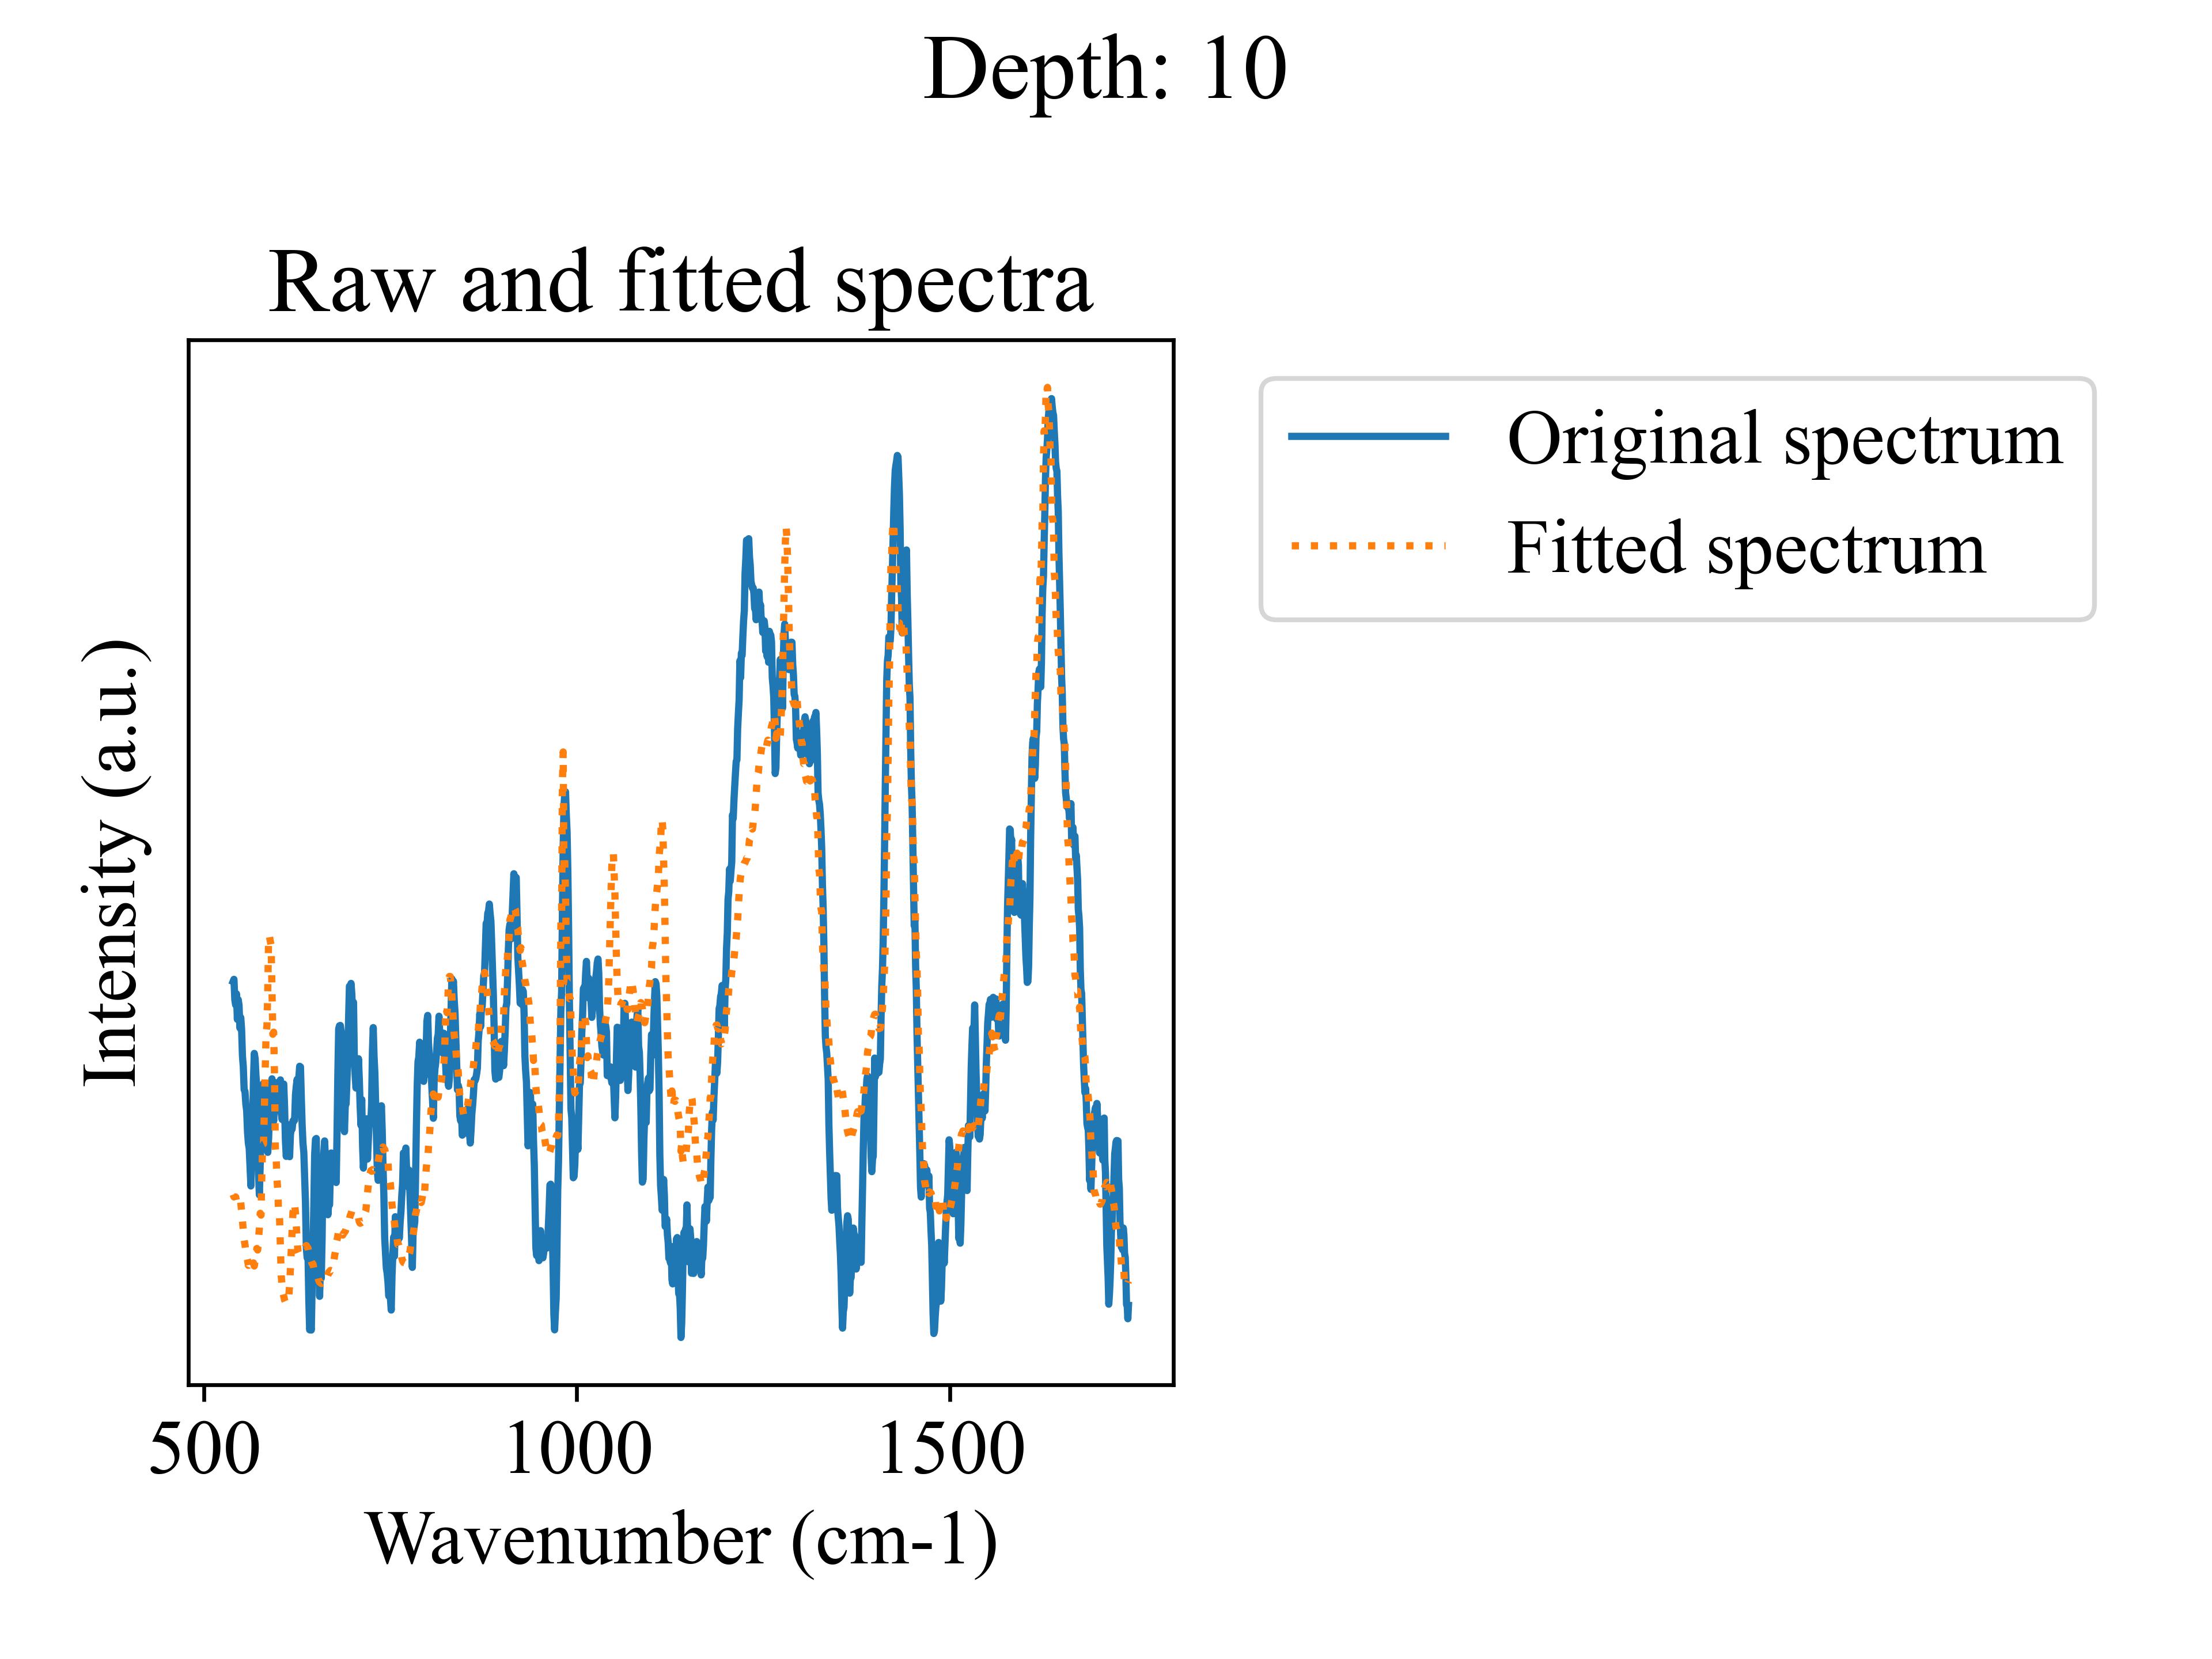 Depth: 10
Raw and fitted spectra
Original spectrum
Fitted spectrum
Intensity (a.u.)
500 1000 1500
Wavenumber (cm-1)